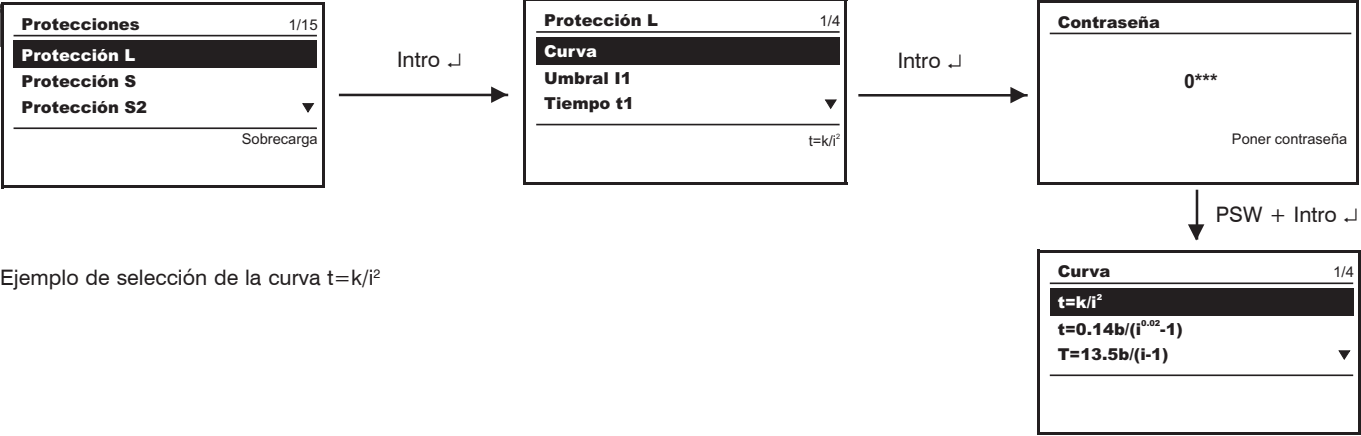 Protecciones 1/15
Protección L
Protección S
Protección S2 ▼
Sobrecarga
Intro ↵
Protección L 1/4
Curva
Umbral I1
Tiempo t1 ▼
t=k/i²
Intro ↵
Contraseña
0***
Poner contraseña
PSW + Intro ↵
Ejemplo de selección de la curva t=k/i²
Curva 1/4
t=k/i²
t=0.14b/(i⁰·⁰²-1)
T=13.5b/(i-1) ▼